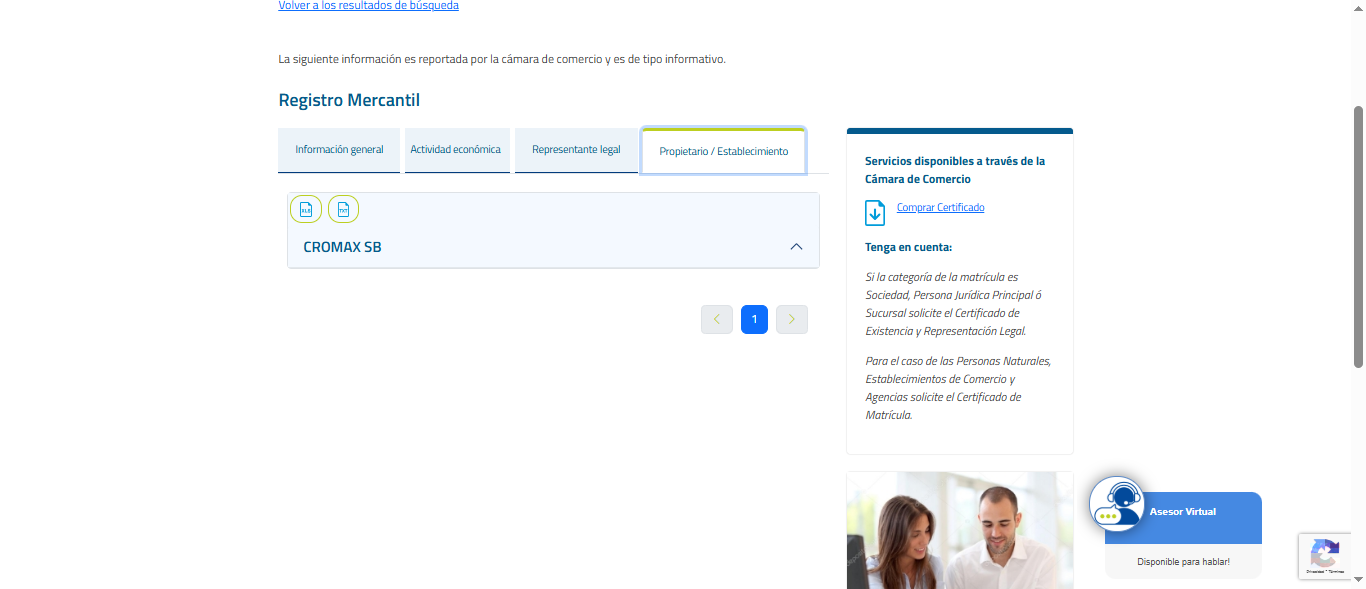 Volver a los resultados de búsqueda
La siguiente información es reportada por la cámara de comercio y es de tipo informativo.
Registro Mercantil
Información general
Actividad económica
Representante legal
Propietario / Establecimiento
XLS
TXT
CROMAX SB
1
Servicios disponibles a través de la
Cámara de Comercio
Comprar Certificado
Tenga en cuenta:
Si la categoría de la matrícula es
Sociedad, Persona Jurídica Principal ó
Sucursal solicite el Certificado de
Existencia y Representación Legal.
Para el caso de las Personas Naturales,
Establecimientos de Comercio y
Agencias solicite el Certificado de
Matrícula.
Asesor Virtual
Disponible para hablar!